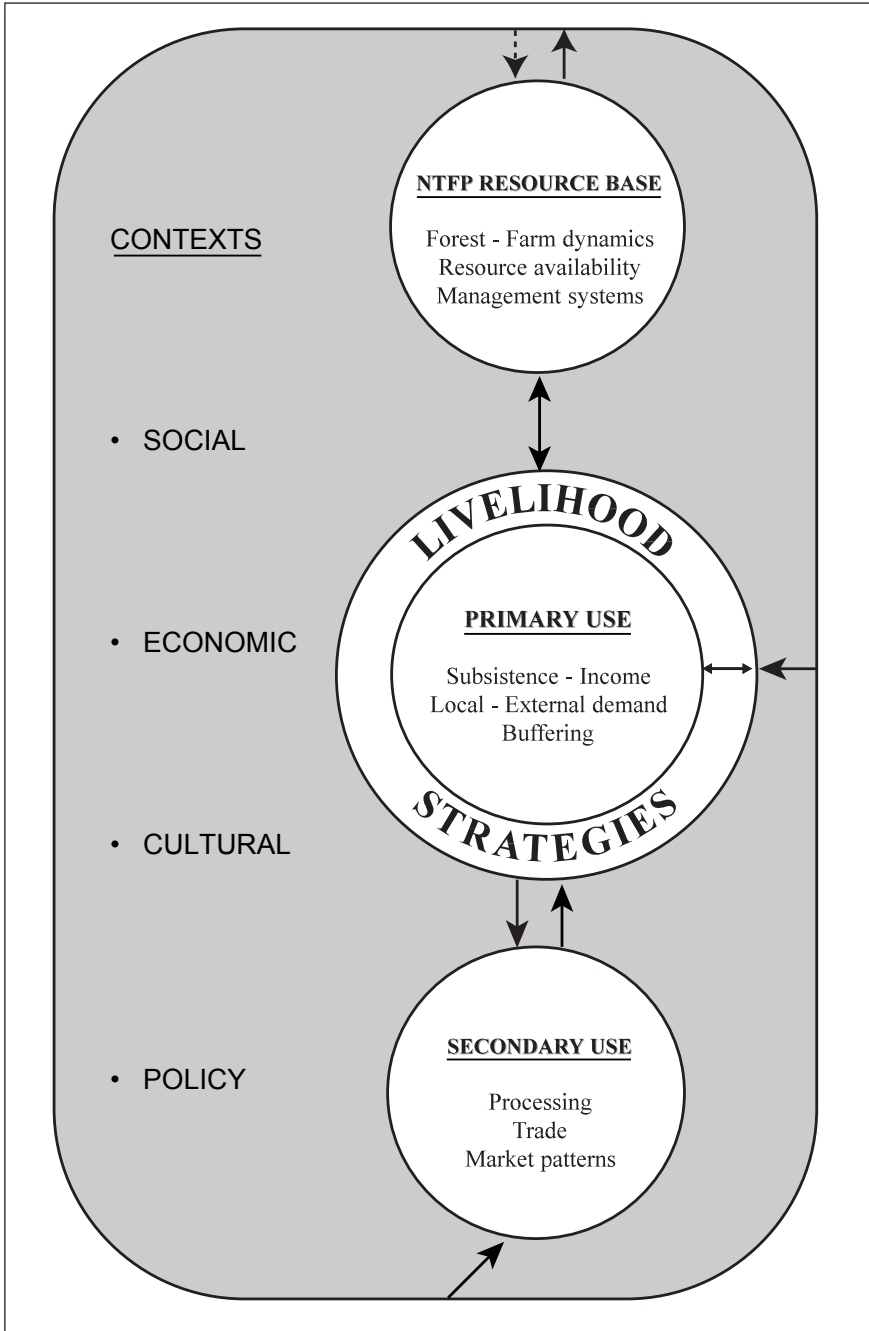 CONTEXTS
• SOCIAL
• ECONOMIC
• CULTURAL
• POLICY
NTFP RESOURCE BASE
Forest - Farm dynamics
Resource availability
Management systems
LIVELIHOOD
PRIMARY USE
Subsistence - Income
Local - External demand
Buffering
STRATEGIES
SECONDARY USE
Processing
Trade
Market patterns